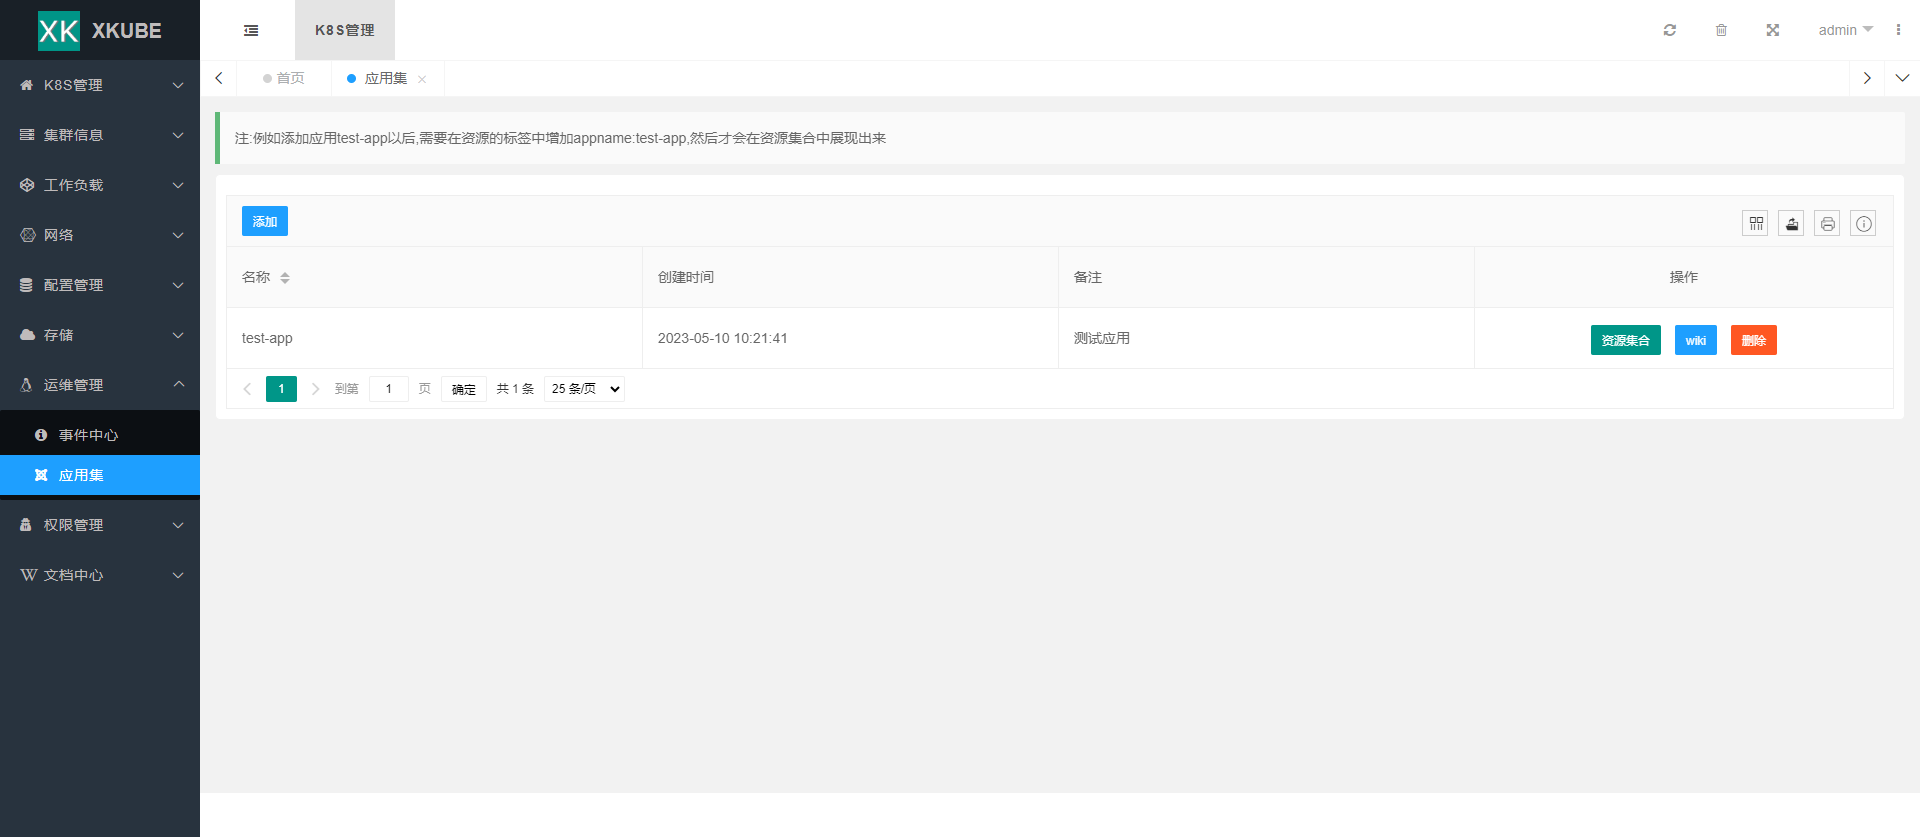 XK XKUBE
K8S管理
admin
K8S管理
集群信息
工作负载
网络
配置管理
存储
运维管理
事件中心
应用集
权限管理
文档中心
首页
应用集
注:例如添加应用test-app以后,需要在资源的标签中增加appname:test-app,然后才会在资源集合中展现出来
添加
名称 创建时间 备注 操作
test-app 2023-05-10 10:21:41 测试应用 资源集合 wiki 删除
1 到第 1 页 确定 共 1 条 25 条/页